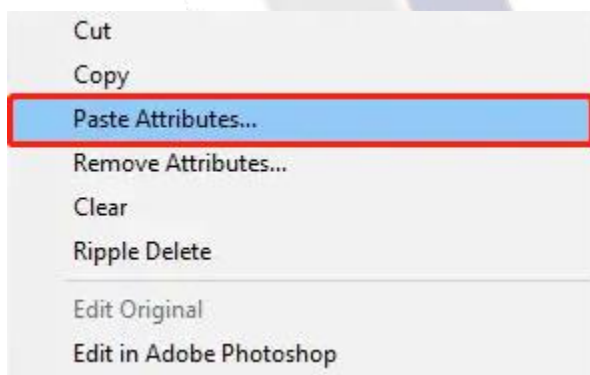 Cut
Copy
Paste Attributes...
Remove Attributes...
Clear
Ripple Delete
Edit Original
Edit in Adobe Photoshop